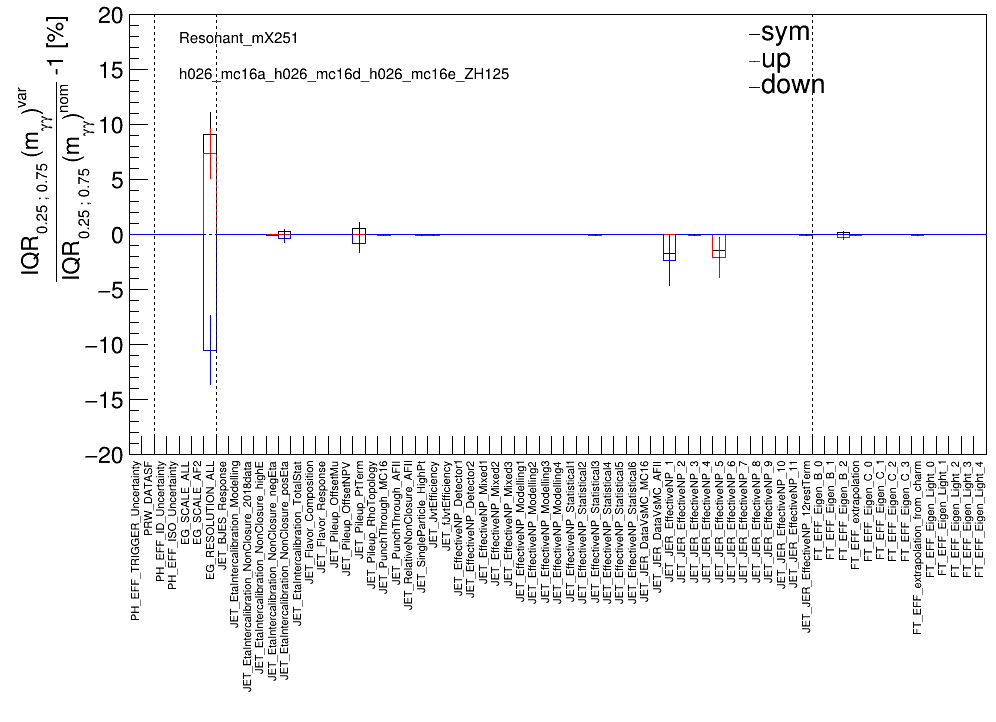 IQR0.25 ; 0.75 (mγγ)var
IQR0.25 ; 0.75 (mγγ)nom -1 [%]
20
15
10
5
0
−5
−10
−15
−20
Resonant_mX251
h026_mc16a_h026_mc16d_h026_mc16e_ZH125
sym
up
down
PH_EFF_TRIGGER_Uncertainty
PRW_DATASF
PH_EFF_ID_Uncertainty
PH_EFF_ISO_Uncertainty
EG_SCALE_ALL
EG_SCALE_AF2
EG_RESOLUTION_ALL
JET_BJES_Response
JET_EtaIntercalibration_Modelling
JET_EtaIntercalibration_NonClosure_2018data
JET_EtaIntercalibration_NonClosure_highE
JET_EtaIntercalibration_NonClosure_negEta
JET_EtaIntercalibration_NonClosure_posEta
JET_EtaIntercalibration_TotalStat
JET_Flavor_Composition
JET_Flavor_Response
JET_Pileup_OffsetMu
JET_Pileup_OffsetNPV
JET_Pileup_PtTerm
JET_Pileup_RhoTopology
JET_PunchThrough_MC16
JET_PunchThrough_AFII
JET_RelativeNonClosure_AFII
JET_SingleParticle_HighPt
JET_JvtEfficiency
JET_fJvtEfficiency
JET_EffectiveNP_Detector1
JET_EffectiveNP_Detector2
JET_EffectiveNP_Mixed1
JET_EffectiveNP_Mixed2
JET_EffectiveNP_Mixed3
JET_EffectiveNP_Modelling1
JET_EffectiveNP_Modelling2
JET_EffectiveNP_Modelling3
JET_EffectiveNP_Modelling4
JET_EffectiveNP_Statistical1
JET_EffectiveNP_Statistical2
JET_EffectiveNP_Statistical3
JET_EffectiveNP_Statistical4
JET_EffectiveNP_Statistical5
JET_EffectiveNP_Statistical6
JET_JER_DataVsMC_MC16
JET_JER_DataVsMC_AFII
JET_JER_EffectiveNP_1
JET_JER_EffectiveNP_2
JET_JER_EffectiveNP_3
JET_JER_EffectiveNP_4
JET_JER_EffectiveNP_5
JET_JER_EffectiveNP_6
JET_JER_EffectiveNP_7
JET_JER_EffectiveNP_8
JET_JER_EffectiveNP_9
JET_JER_EffectiveNP_10
JET_JER_EffectiveNP_11
JET_JER_EffectiveNP_12restTerm
FT_EFF_Eigen_B_0
FT_EFF_Eigen_B_1
FT_EFF_Eigen_B_2
FT_EFF_extrapolation
FT_EFF_Eigen_C_0
FT_EFF_Eigen_C_1
FT_EFF_Eigen_C_2
FT_EFF_Eigen_C_3
FT_EFF_extrapolation_from_charm
FT_EFF_Eigen_Light_0
FT_EFF_Eigen_Light_1
FT_EFF_Eigen_Light_2
FT_EFF_Eigen_Light_3
FT_EFF_Eigen_Light_4